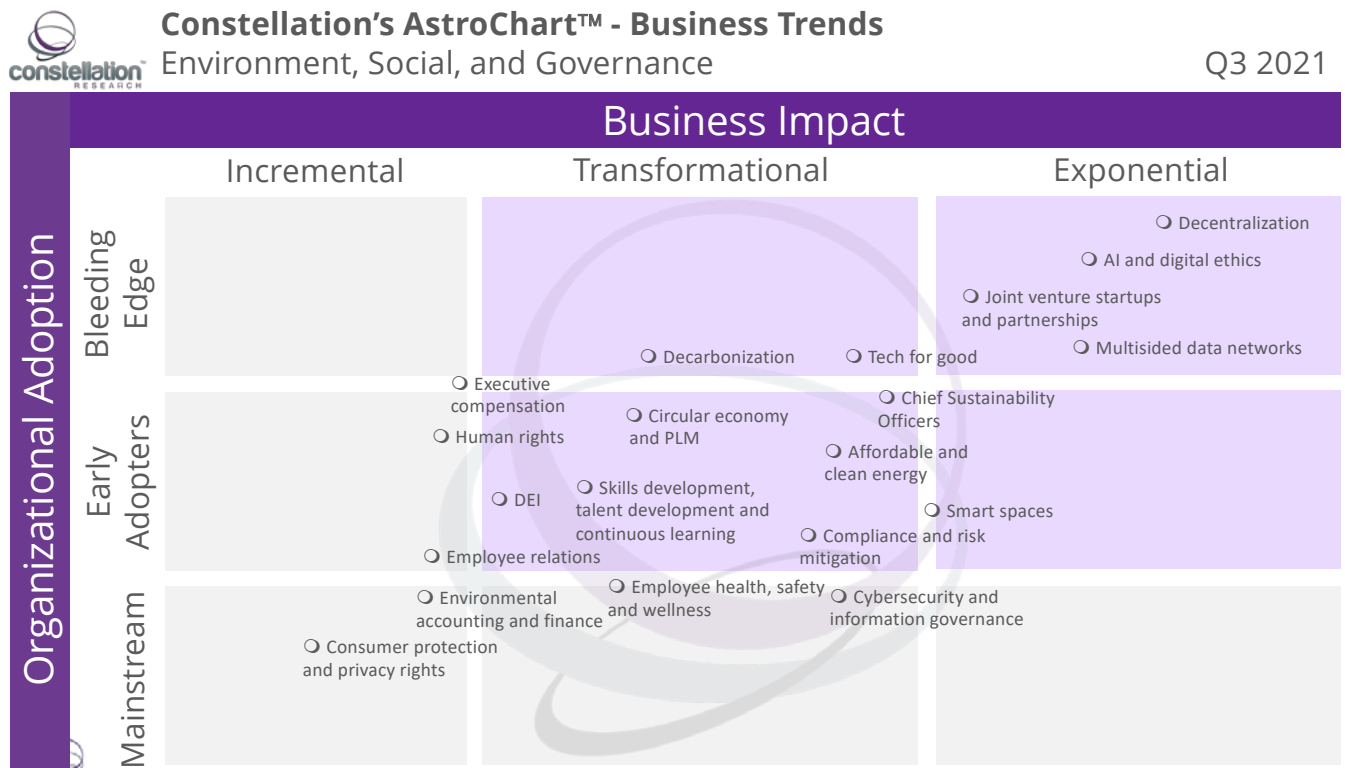 Constellation's AstroChart™ - Business Trends
constellation™
RESEARCH
Environment, Social, and Governance
Q3 2021
Business Impact
Organizational Adoption
Incremental
Transformational
Exponential
Bleeding
Edge
○ Decentralization
○ AI and digital ethics
○ Joint venture startups
and partnerships
○ Multisided data networks
○ Decarbonization
○ Tech for good
Early
Adopters
○ Executive
compensation
○ Chief Sustainability
Officers
○ Circular economy
and PLM
○ Human rights
○ Affordable and
clean energy
○ DEI
○ Skills development,
talent development and
continuous learning
○ Smart spaces
○ Compliance and risk
mitigation
○ Employee relations
Mainstream
○ Employee health, safety
and wellness
○ Environmental
accounting and finance
○ Cybersecurity and
information governance
○ Consumer protection
and privacy rights